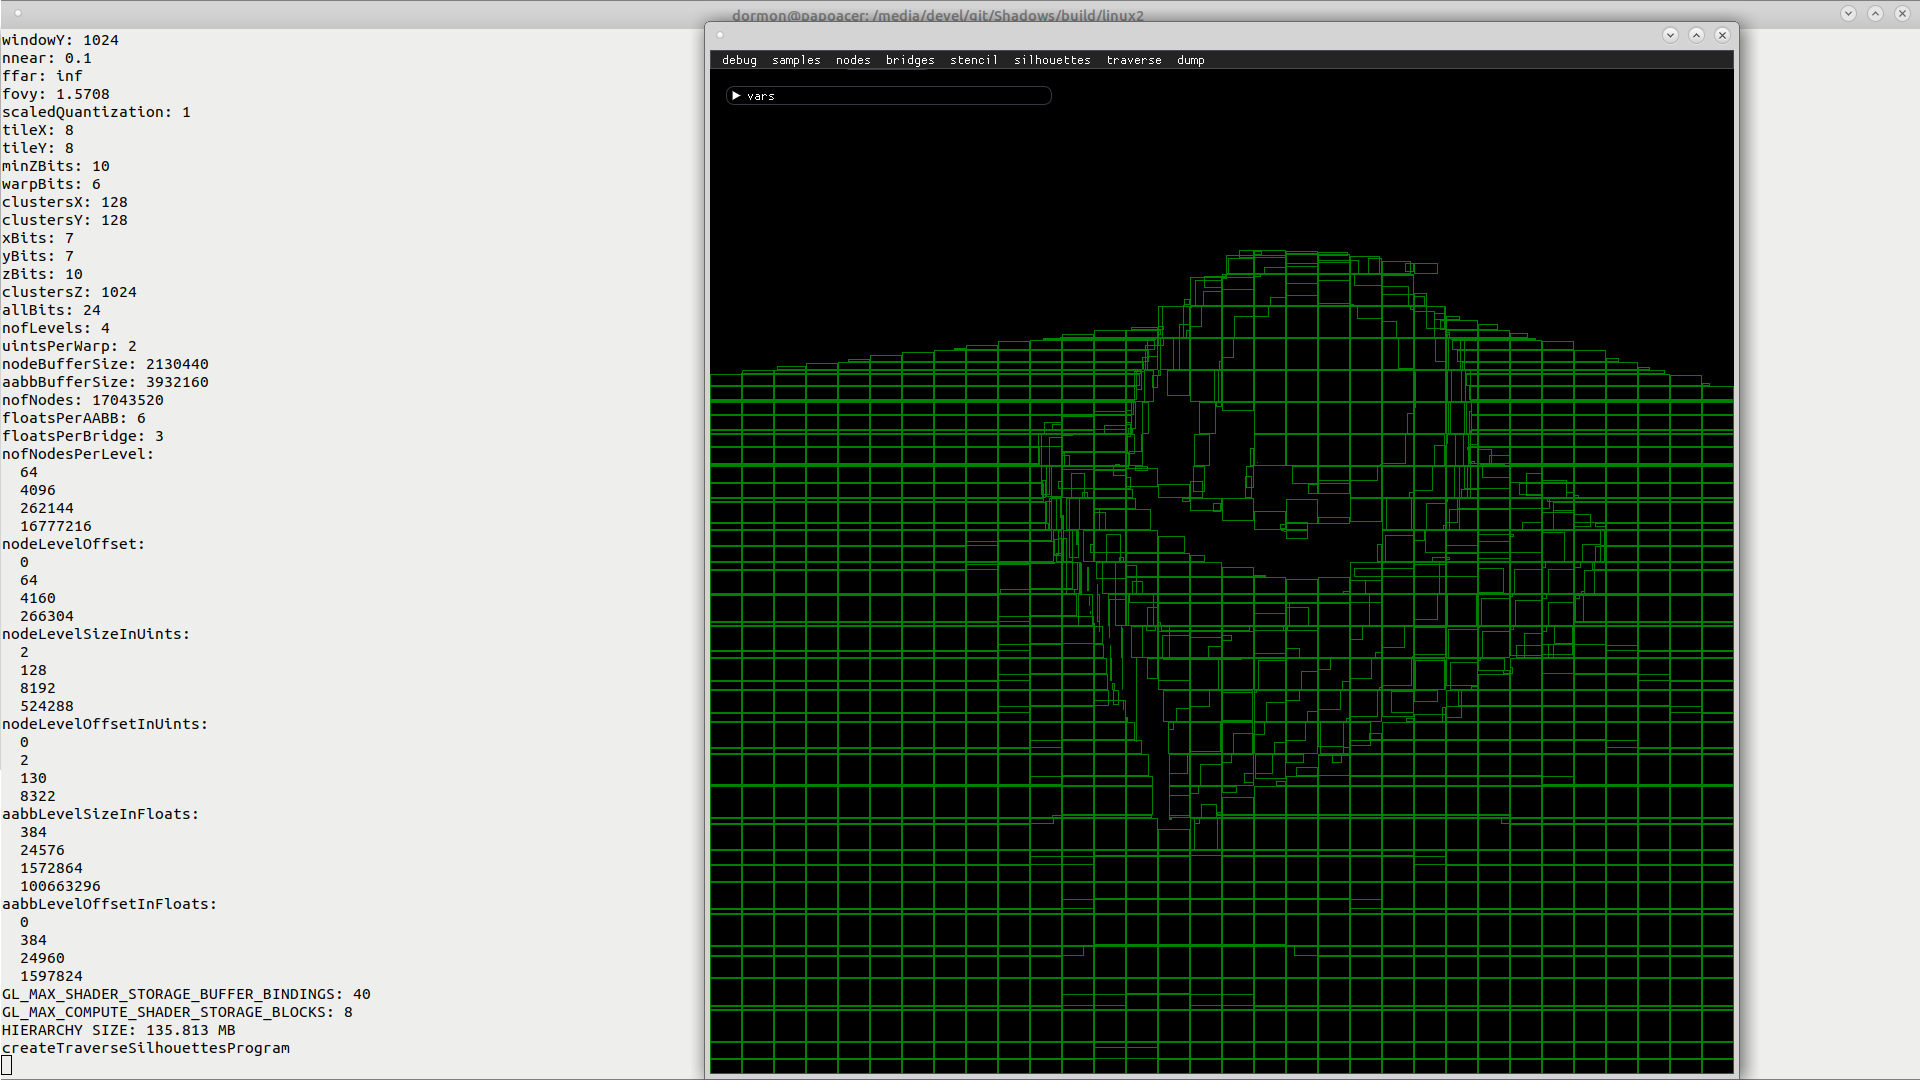 dormon@papoacer: /media/devel/git/Shadows/build/linux2
windowY: 1024
nnear: 0.1
ffar: inf
fovy: 1.5708
scaledQuantization: 1
tileX: 8
tileY: 8
minZBits: 10
warpBits: 6
clustersX: 128
clustersY: 128
xBits: 7
yBits: 7
zBits: 10
clustersZ: 1024
allBits: 24
nofLevels: 4
uintsPerWarp: 2
nodeBufferSize: 2130440
aabbBufferSize: 3932160
nofNodes: 17043520
floatsPerAABB: 6
floatsPerBridge: 3
nofNodesPerLevel:
  64
  4096
  262144
  16777216
nodeLevelOffset:
  0
  64
  4160
  266304
nodeLevelSizeInUints:
  2
  128
  8192
  524288
nodeLevelOffsetInUints:
  0
  2
  130
  8322
aabbLevelSizeInFloats:
  384
  24576
  1572864
  100663296
aabbLevelOffsetInFloats:
  0
  384
  24960
  1597824
GL_MAX_SHADER_STORAGE_BUFFER_BINDINGS: 40
GL_MAX_COMPUTE_SHADER_STORAGE_BLOCKS: 8
HIERARCHY SIZE: 135.813 MB
createTraverseSilhouettesProgram
debug samples nodes bridges stencil silhouettes traverse dump
vars